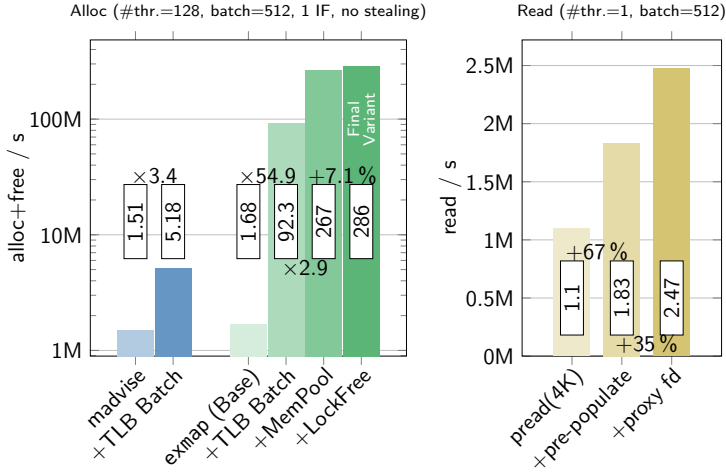 Alloc (#thr.=128, batch=512, 1 IF, no stealing)
alloc+free / s
100M
10M
1M
×3.4
×54.9
+7.1 %
×2.9
1.51
5.18
1.68
92.3
267
286
Final
Variant
madvise
+TLB Batch
exmap (Base)
+TLB Batch
+MemPool
+LockFree
Read (#thr.=1, batch=512)
read / s
2.5M
2M
1.5M
1M
0.5M
0M
+67 %
+35 %
1.1
1.83
2.47
pread(4K)
+pre-populate
+proxy fd